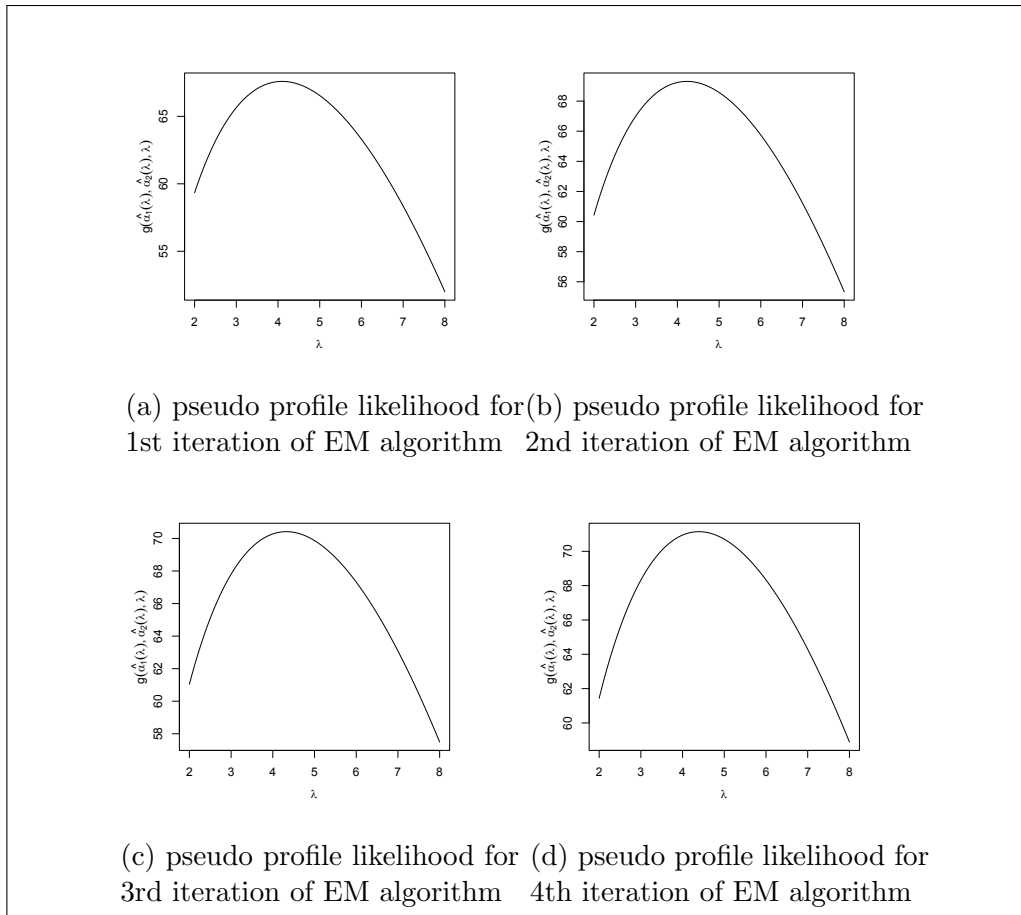 65
60
55
g(α̂₁(λ), α̂₂(λ), λ)
2 3 4 5 6 7 8
λ
68
66
64
62
60
58
56
g(α̂₁(λ), α̂₂(λ), λ)
2 3 4 5 6 7 8
λ
(a) pseudo profile likelihood for
1st iteration of EM algorithm
(b) pseudo profile likelihood for
2nd iteration of EM algorithm
70
68
66
64
62
60
58
g(α̂₁(λ), α̂₂(λ), λ)
2 3 4 5 6 7 8
λ
70
68
66
64
62
60
g(α̂₁(λ), α̂₂(λ), λ)
2 3 4 5 6 7 8
λ
(c) pseudo profile likelihood for
3rd iteration of EM algorithm
(d) pseudo profile likelihood for
4th iteration of EM algorithm